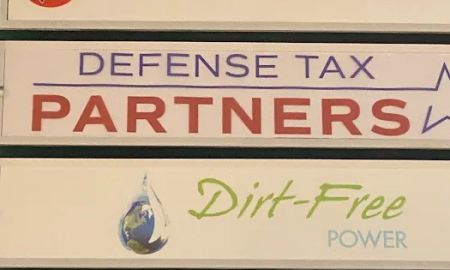 DEFENSE TAX
PARTNERS
Dirt-Free
POWER